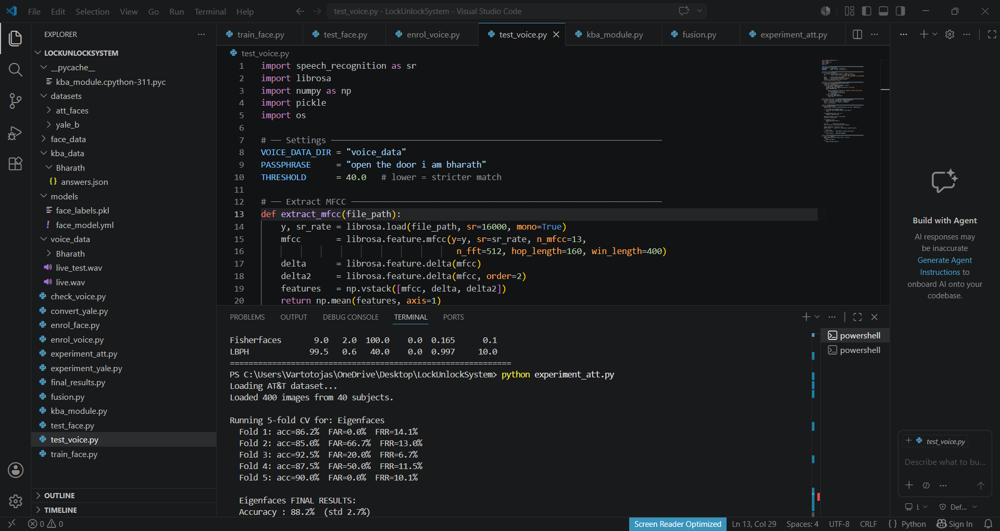 File Edit Selection View Go Run Terminal Help
test_voice.py - LockUnlockSystem - Visual Studio Code
EXPLORER
LOCKUNLOCKSYSTEM
__pycache__
kba_module.cpython-311.pyc
datasets
att_faces
yale_b
face_data
kba_data
Bharath
{} answers.json
models
face_labels.pkl
! face_model.yml
voice_data
Bharath
live_test.wav
live.wav
check_voice.py
convert_yale.py
enrol_face.py
enrol_voice.py
experiment_att.py
experiment_yale.py
final_results.py
fusion.py
kba_module.py
test_face.py
test_voice.py
train_face.py
OUTLINE
TIMELINE
train_face.py test_face.py enrol_voice.py test_voice.py kba_module.py fusion.py experiment_att.py
test_voice.py
1 import speech_recognition as sr
2 import librosa
3 import numpy as np
4 import pickle
5 import os
6
7 # ── Settings ──────────────────────────────────────────────────────────────────
8 VOICE_DATA_DIR = "voice_data"
9 PASSPHRASE     = "open the door i am bharath"
10 THRESHOLD      = 40.0   # lower = stricter match
11
12 # ── Extract MFCC ──────────────────────────────────────────────────────────────
13 def extract_mfcc(file_path):
14     y, sr_rate = librosa.load(file_path, sr=16000, mono=True)
15     mfcc       = librosa.feature.mfcc(y=y, sr=sr_rate, n_mfcc=13,
16                                        n_fft=512, hop_length=160, win_length=400)
17     delta      = librosa.feature.delta(mfcc)
18     delta2     = librosa.feature.delta(mfcc, order=2)
19     features   = np.vstack([mfcc, delta, delta2])
20     return np.mean(features, axis=1)
PROBLEMS OUTPUT DEBUG CONSOLE TERMINAL PORTS
Fisherfaces       9.0   2.0  100.0    0.0  0.165      0.1
LBPH             99.5   0.6   40.0    0.0  0.997     10.0
============================================================
PS C:\Users\Vartotojas\OneDrive\Desktop\LockUnlockSystem> python experiment_att.py
Loading AT&T dataset...
Loaded 400 images from 40 subjects.
Running 5-fold CV for: Eigenfaces
  Fold 1: acc=86.2%  FAR=0.0%  FRR=14.1%
  Fold 2: acc=85.0%  FAR=66.7%  FRR=13.0%
  Fold 3: acc=92.5%  FAR=20.0%  FRR=6.7%
  Fold 4: acc=87.5%  FAR=50.0%  FRR=11.5%
  Fold 5: acc=90.0%  FAR=0.0%  FRR=10.1%
  Eigenfaces FINAL RESULTS:
  Accuracy : 88.2%  (std 2.7%)
powershell
powershell
Build with Agent
AI responses may
be inaccurate
Generate Agent
Instructions to
onboard AI onto your
codebase.
test_voice.py
Describe what to bu...
L
Def...
0 0
Screen Reader Optimized Ln 13, Col 29 Spaces: 4 UTF-8 CRLF {} Python Sign In